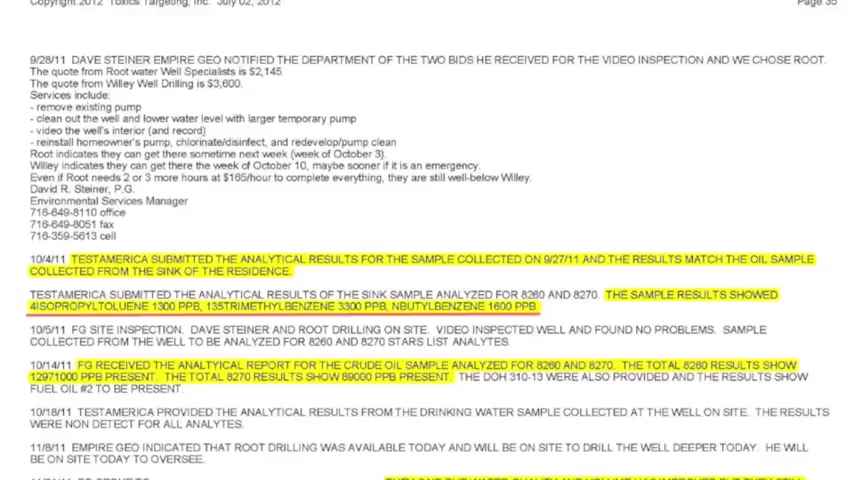 Copyright 2012 Toxics Targeting, Inc. July 02, 2012 Page 35
9/28/11 DAVE STEINER EMPIRE GEO NOTIFIED THE DEPARTMENT OF THE TWO BIDS HE RECEIVED FOR THE VIDEO INSPECTION AND WE CHOSE ROOT.
The quote from Root water Well Specialists is $2,145.
The quote from Willey Well Drilling is $3,600.
Services include:
- remove existing pump
- clean out the well and lower water level with larger temporary pump
- video the well's interior (and record)
- reinstall homeowner's pump, chlorinate/disinfect, and redevelop/pump clean
Root indicates they can get there sometime next week (week of October 3).
Willey indicates they can get there the week of October 10, maybe sooner if it is an emergency.
Even if Root needs 2 or 3 more hours at $165/hour to complete everything, they are still well-below Willey.
David R. Steiner, P.G.
Environmental Services Manager
716-649-8110 office
716-649-8051 fax
716-359-5613 cell
10/4/11 TESTAMERICA SUBMITTED THE ANALYTICAL RESULTS FOR THE SAMPLE COLLECTED ON 9/27/11 AND THE RESULTS MATCH THE OIL SAMPLE
COLLECTED FROM THE SINK OF THE RESIDENCE.
TESTAMERICA SUBMITTED THE ANALYTICAL RESULTS OF THE SINK SAMPLE ANALYZED FOR 8260 AND 8270. THE SAMPLE RESULTS SHOWED
4ISOPROPYLTOLUENE 1300 PPB, 135TRIMETHYLBENZENE 3300 PPB, NBUTYLBENZENE 1600 PPB.
10/5/11 FG SITE INSPECTION. DAVE STEINER AND ROOT DRILLING ON SITE. VIDEO INSPECTED WELL AND FOUND NO PROBLEMS. SAMPLE
COLLECTED FROM THE WELL TO BE ANALYZED FOR 8260 AND 8270 STARS LIST ANALYTES.
10/14/11 FG RECEIVED THE ANALTYICAL REPORT FOR THE CRUDE OIL SAMPLE ANALYZED FOR 8260 AND 8270. THE TOTAL 8260 RESULTS SHOW
12971000 PPB PRESENT. THE TOTAL 8270 RESULTS SHOW 89000 PPB PRESENT. THE DOH 310-13 WERE ALSO PROVIDED AND THE RESULTS SHOW
FUEL OIL #2 TO BE PRESENT.
10/18/11 TESTAMERICA PROVIDED THE ANALYTICAL RESULTS FROM THE DRINKING WATER SAMPLE COLLECTED AT THE WELL ON SITE. THE RESULTS
WERE NON DETECT FOR ALL ANALYTES.
11/8/11 EMPIRE GEO INDICATED THAT ROOT DRILLING WAS AVAILABLE TODAY AND WILL BE ON SITE TO DRILL THE WELL DEEPER TODAY. HE WILL
BE ON SITE TODAY TO OVERSEE.
THEY SAID THE WATER QUALITY AND VOLUME HAS IMPROVED BUT THEY STILL